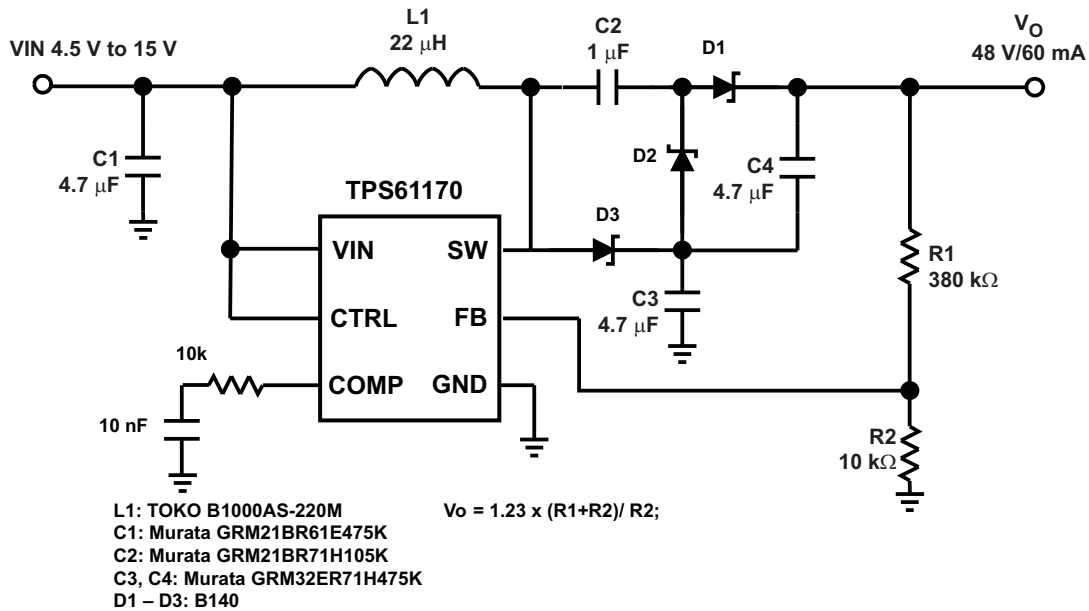 L1
22 μH
C2
1 μF
D1
VO
48 V/60 mA
VIN 4.5 V to 15 V
C1
4.7 μF
D2
C4
4.7 μF
TPS61170
D3
VIN
SW
R1
380 kΩ
C3
4.7 μF
CTRL
FB
10k
COMP
GND
10 nF
R2
10 kΩ
L1: TOKO B1000AS-220M
Vo = 1.23 x (R1+R2)/ R2;
C1: Murata GRM21BR61E475K
C2: Murata GRM21BR71H105K
C3, C4: Murata GRM32ER71H475K
D1 – D3: B140